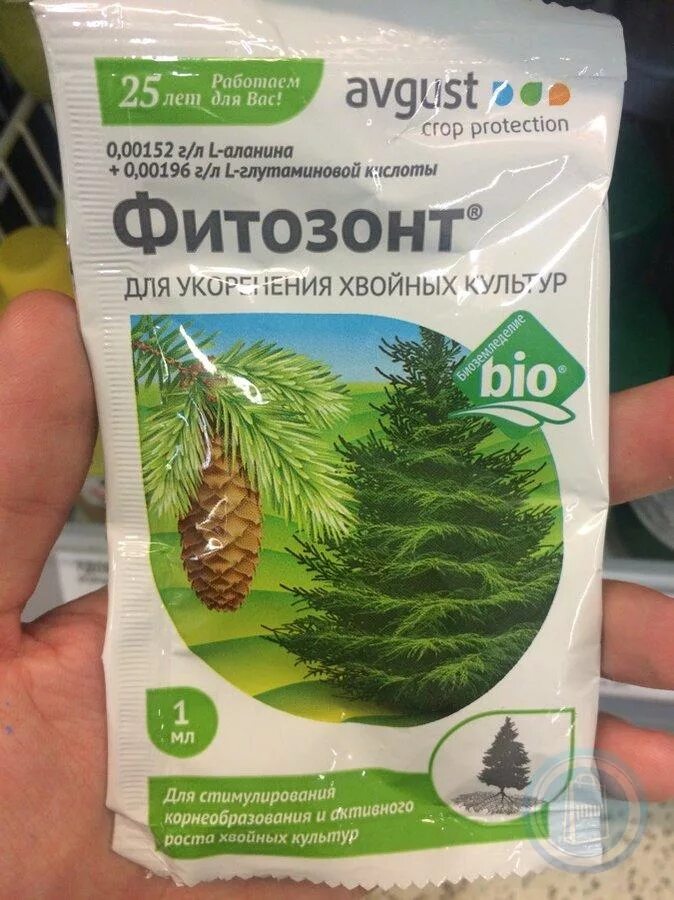 25 лет Работаем
для Вас!
avgust
crop protection
0,00152 г/л L-аланина
+ 0,00196 г/л L-глутаминовой кислоты
Фитозонт®
ДЛЯ УКОРЕНЕНИЯ ХВОЙНЫХ КУЛЬТУР
Биоземледелие
bio®
1
мл
Для стимулирования
корнеобразования и активного
роста хвойных культур